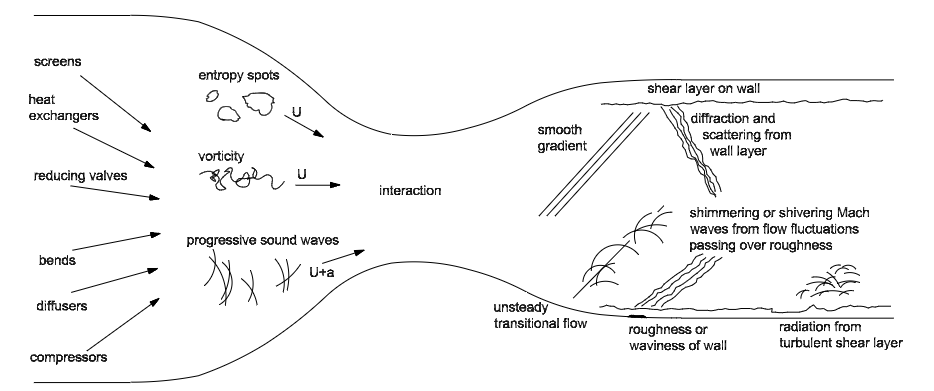 screens
heat
exchangers
reducing valves
bends
diffusers
compressors
entropy spots
U
vorticity
U
progressive sound waves
U+a
interaction
shear layer on wall
smooth
gradient
diffraction and
scattering from
wall layer
shimmering or shivering Mach
waves from flow fluctuations
passing over roughness
unsteady
transitional flow
roughness or
waviness of wall
radiation from
turbulent shear layer